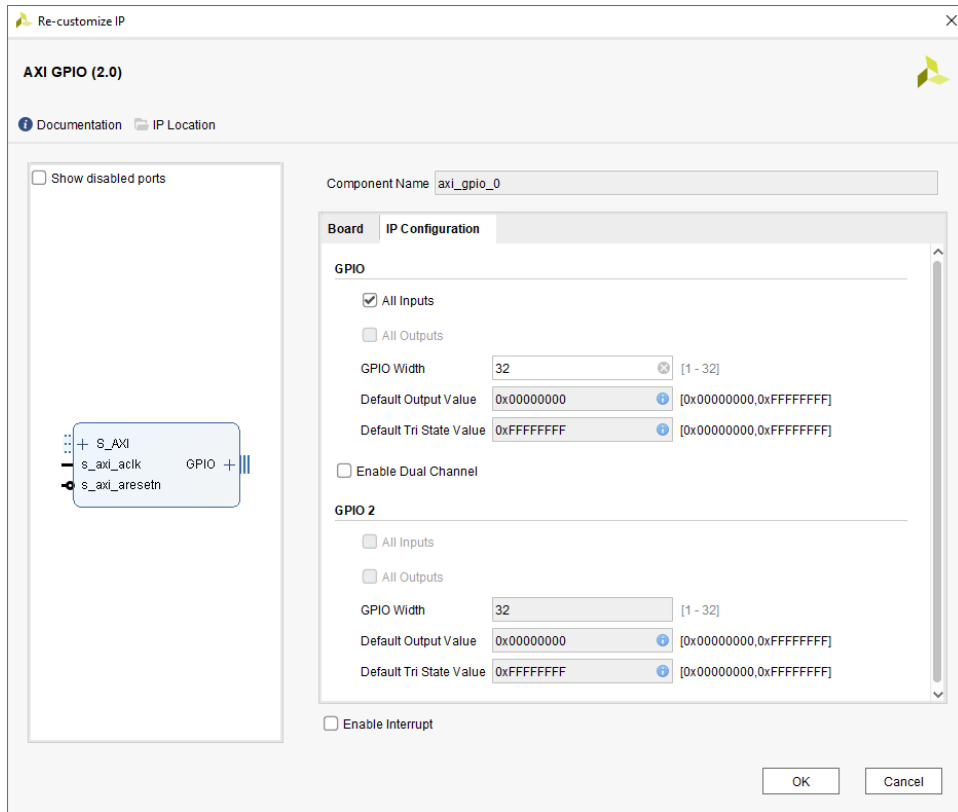 Re-customize IP
AXI GPIO (2.0)
Documentation IP Location
Show disabled ports
S_AXI
s_axi_aclk GPIO
s_axi_aresetn
Component Name axi_gpio_0
Board IP Configuration
GPIO
All Inputs
All Outputs
GPIO Width 32 [1 - 32]
Default Output Value 0x00000000 [0x00000000,0xFFFFFFFF]
Default Tri State Value 0xFFFFFFFF [0x00000000,0xFFFFFFFF]
Enable Dual Channel
GPIO 2
All Inputs
All Outputs
GPIO Width 32 [1 - 32]
Default Output Value 0x00000000 [0x00000000,0xFFFFFFFF]
Default Tri State Value 0xFFFFFFFF [0x00000000,0xFFFFFFFF]
Enable Interrupt
OK Cancel